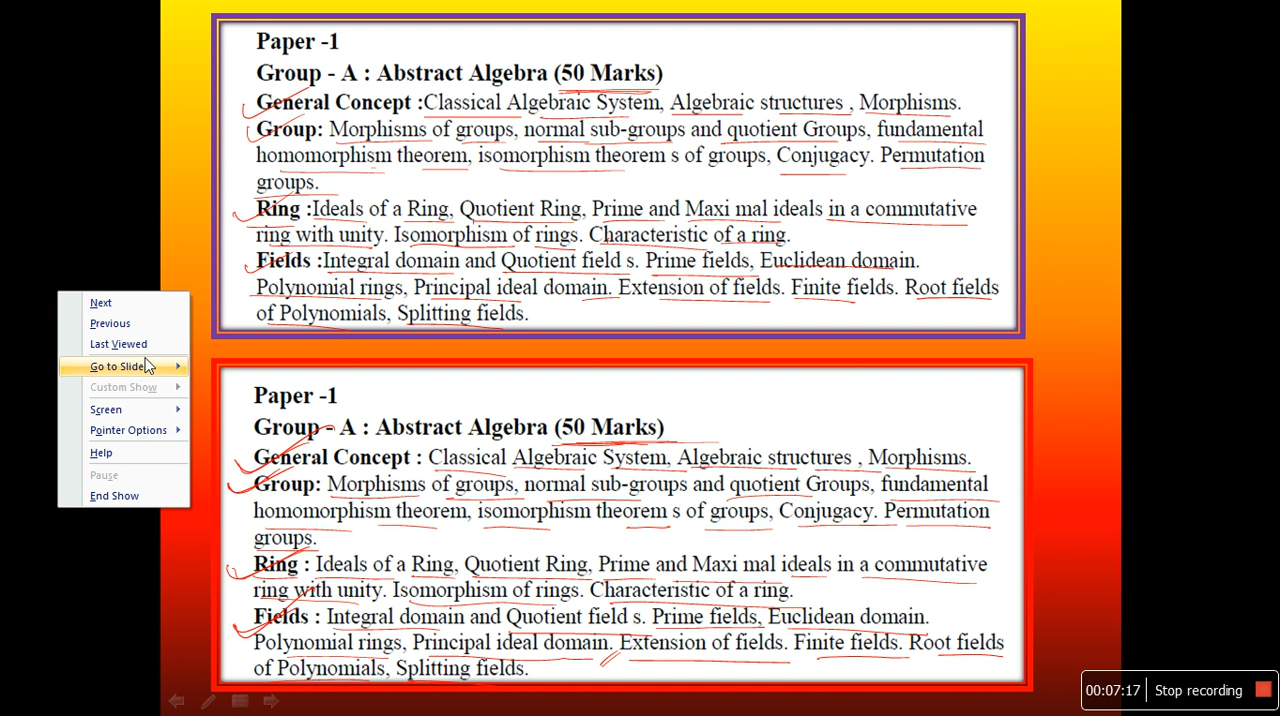 Paper -1
Group - A : Abstract Algebra (50 Marks)
General Concept :Classical Algebraic System, Algebraic structures , Morphisms.
Group: Morphisms of groups, normal sub-groups and quotient Groups, fundamental
homomorphism theorem, isomorphism theorem s of groups, Conjugacy. Permutation
groups.
Ring :Ideals of a Ring, Quotient Ring, Prime and Maxi mal ideals in a commutative
ring with unity. Isomorphism of rings. Characteristic of a ring.
Fields :Integral domain and Quotient field s. Prime fields, Euclidean domain.
Polynomial rings, Principal ideal domain. Extension of fields. Finite fields. Root fields
of Polynomials, Splitting fields.
Next
Previous
Last Viewed
Go to Slide
Custom Show
Screen
Pointer Options
Help
Pause
End Show
Paper -1
Group - A : Abstract Algebra (50 Marks)
General Concept : Classical Algebraic System, Algebraic structures , Morphisms.
Group: Morphisms of groups, normal sub-groups and quotient Groups, fundamental
homomorphism theorem, isomorphism theorem s of groups, Conjugacy. Permutation
groups.
Ring : Ideals of a Ring, Quotient Ring, Prime and Maxi mal ideals in a commutative
ring with unity. Isomorphism of rings. Characteristic of a ring.
Fields : Integral domain and Quotient field s. Prime fields, Euclidean domain.
Polynomial rings, Principal ideal domain. Extension of fields. Finite fields. Root fields
of Polynomials, Splitting fields.
00:07:17 Stop recording